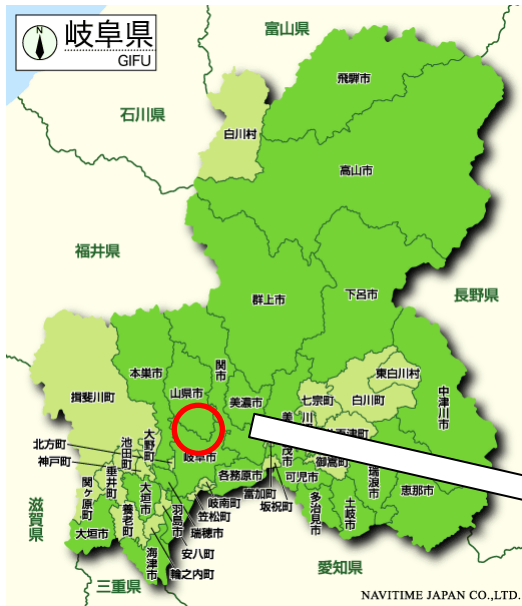 岐阜県
GIFU
富山県
石川県
福井県
長野県
滋賀県
三重県
愛知県
飛騨市
白川村
高山市
群上市
下呂市
本巣市
関市
山県市
美濃市
揖斐川町
七宗町
東白川村
白川町
中津川市
北方町
神戸町
池田町
大野町
岐阜市
各務原市
可児市
御嵩町
瑞浪市
恵那市
関ヶ原町
垂井町
大垣市
養老町
大垣市
羽島市
岐南町
笠松町
瑞穂市
安八町
輪之内町
海津市
富加町
坂祝町
多治見市
土岐市
NAVITIME JAPAN CO.,LTD.